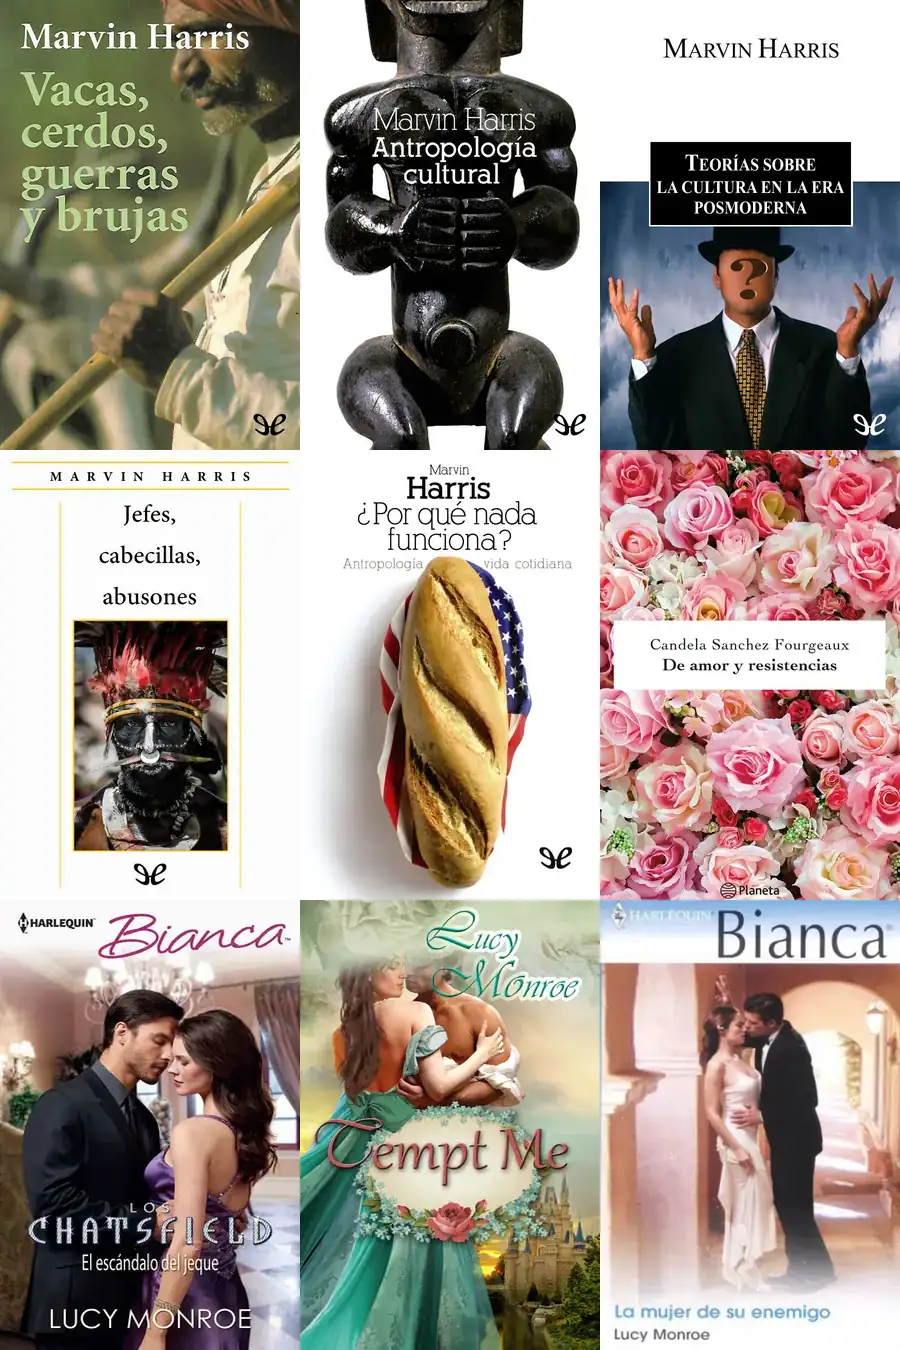 Marvin Harris
Vacas,
cerdos,
guerras
y brujas
Marvin Harris
Antropología
cultural
MARVIN HARRIS
TEORÍAS SOBRE
LA CULTURA EN LA ERA
POSMODERNA
?
MARVIN HARRIS
Jefes,
cabecillas,
abusones
Marvin
Harris
¿Por qué nada
funciona?
Antropología vida cotidiana
Candela Sanchez Fourgeaux
De amor y resistencias
Planeta
HARLEQUIN™
Bianca™
LOS
CHATSFIELD
El escándalo del jeque
LUCY MONROE
Lucy
Monroe
Tempt Me
HARLEQUIN
Bianca®
La mujer de su enemigo
Lucy Monroe